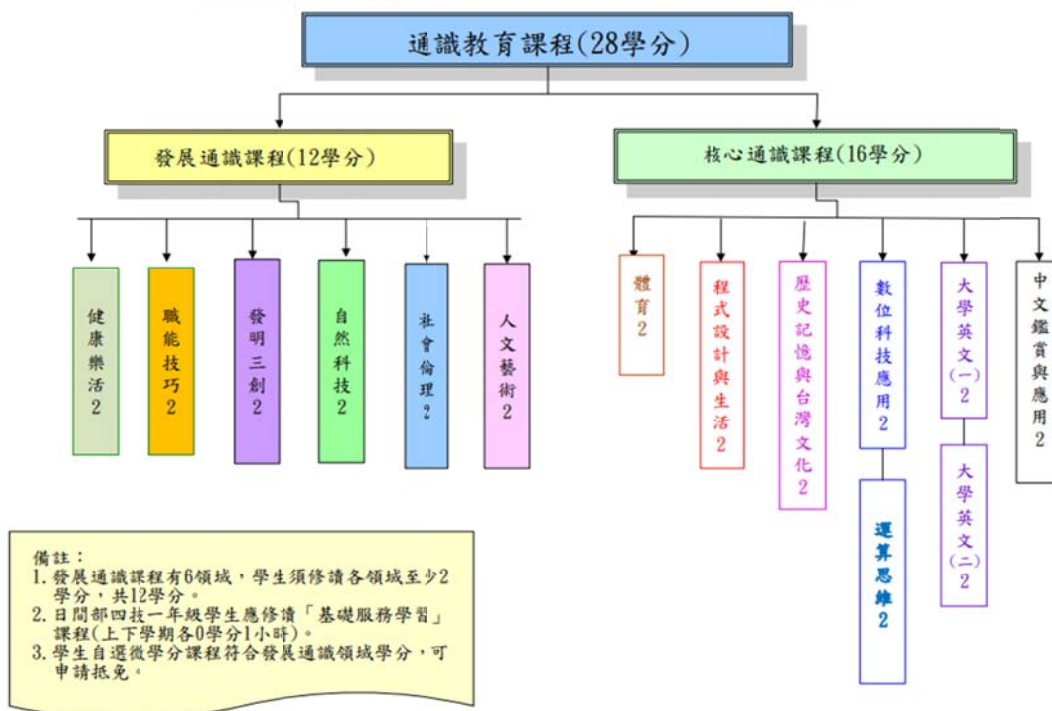 通識教育課程(28學分)
發展通識課程(12學分)
核心通識課程(16學分)
健康樂活2
職能技巧2
發明三創2
自然科技2
社會倫理2
人文藝術2
體育2
程式設計與生活2
歷史記憶與台灣文化2
數位科技應用2
大學英文(一)2
中文鑑賞與應用2
運算思維2
大學英文(二)2
備註：
1.發展通識課程有6領域，學生須修讀各領域至少2
學分，共12學分。
2.日間部四技一年級學生應修讀「基礎服務學習」
課程(上下學期各0學分1小時)。
3.學生自選微學分課程符合發展通識領域學分，可
申請抵免。